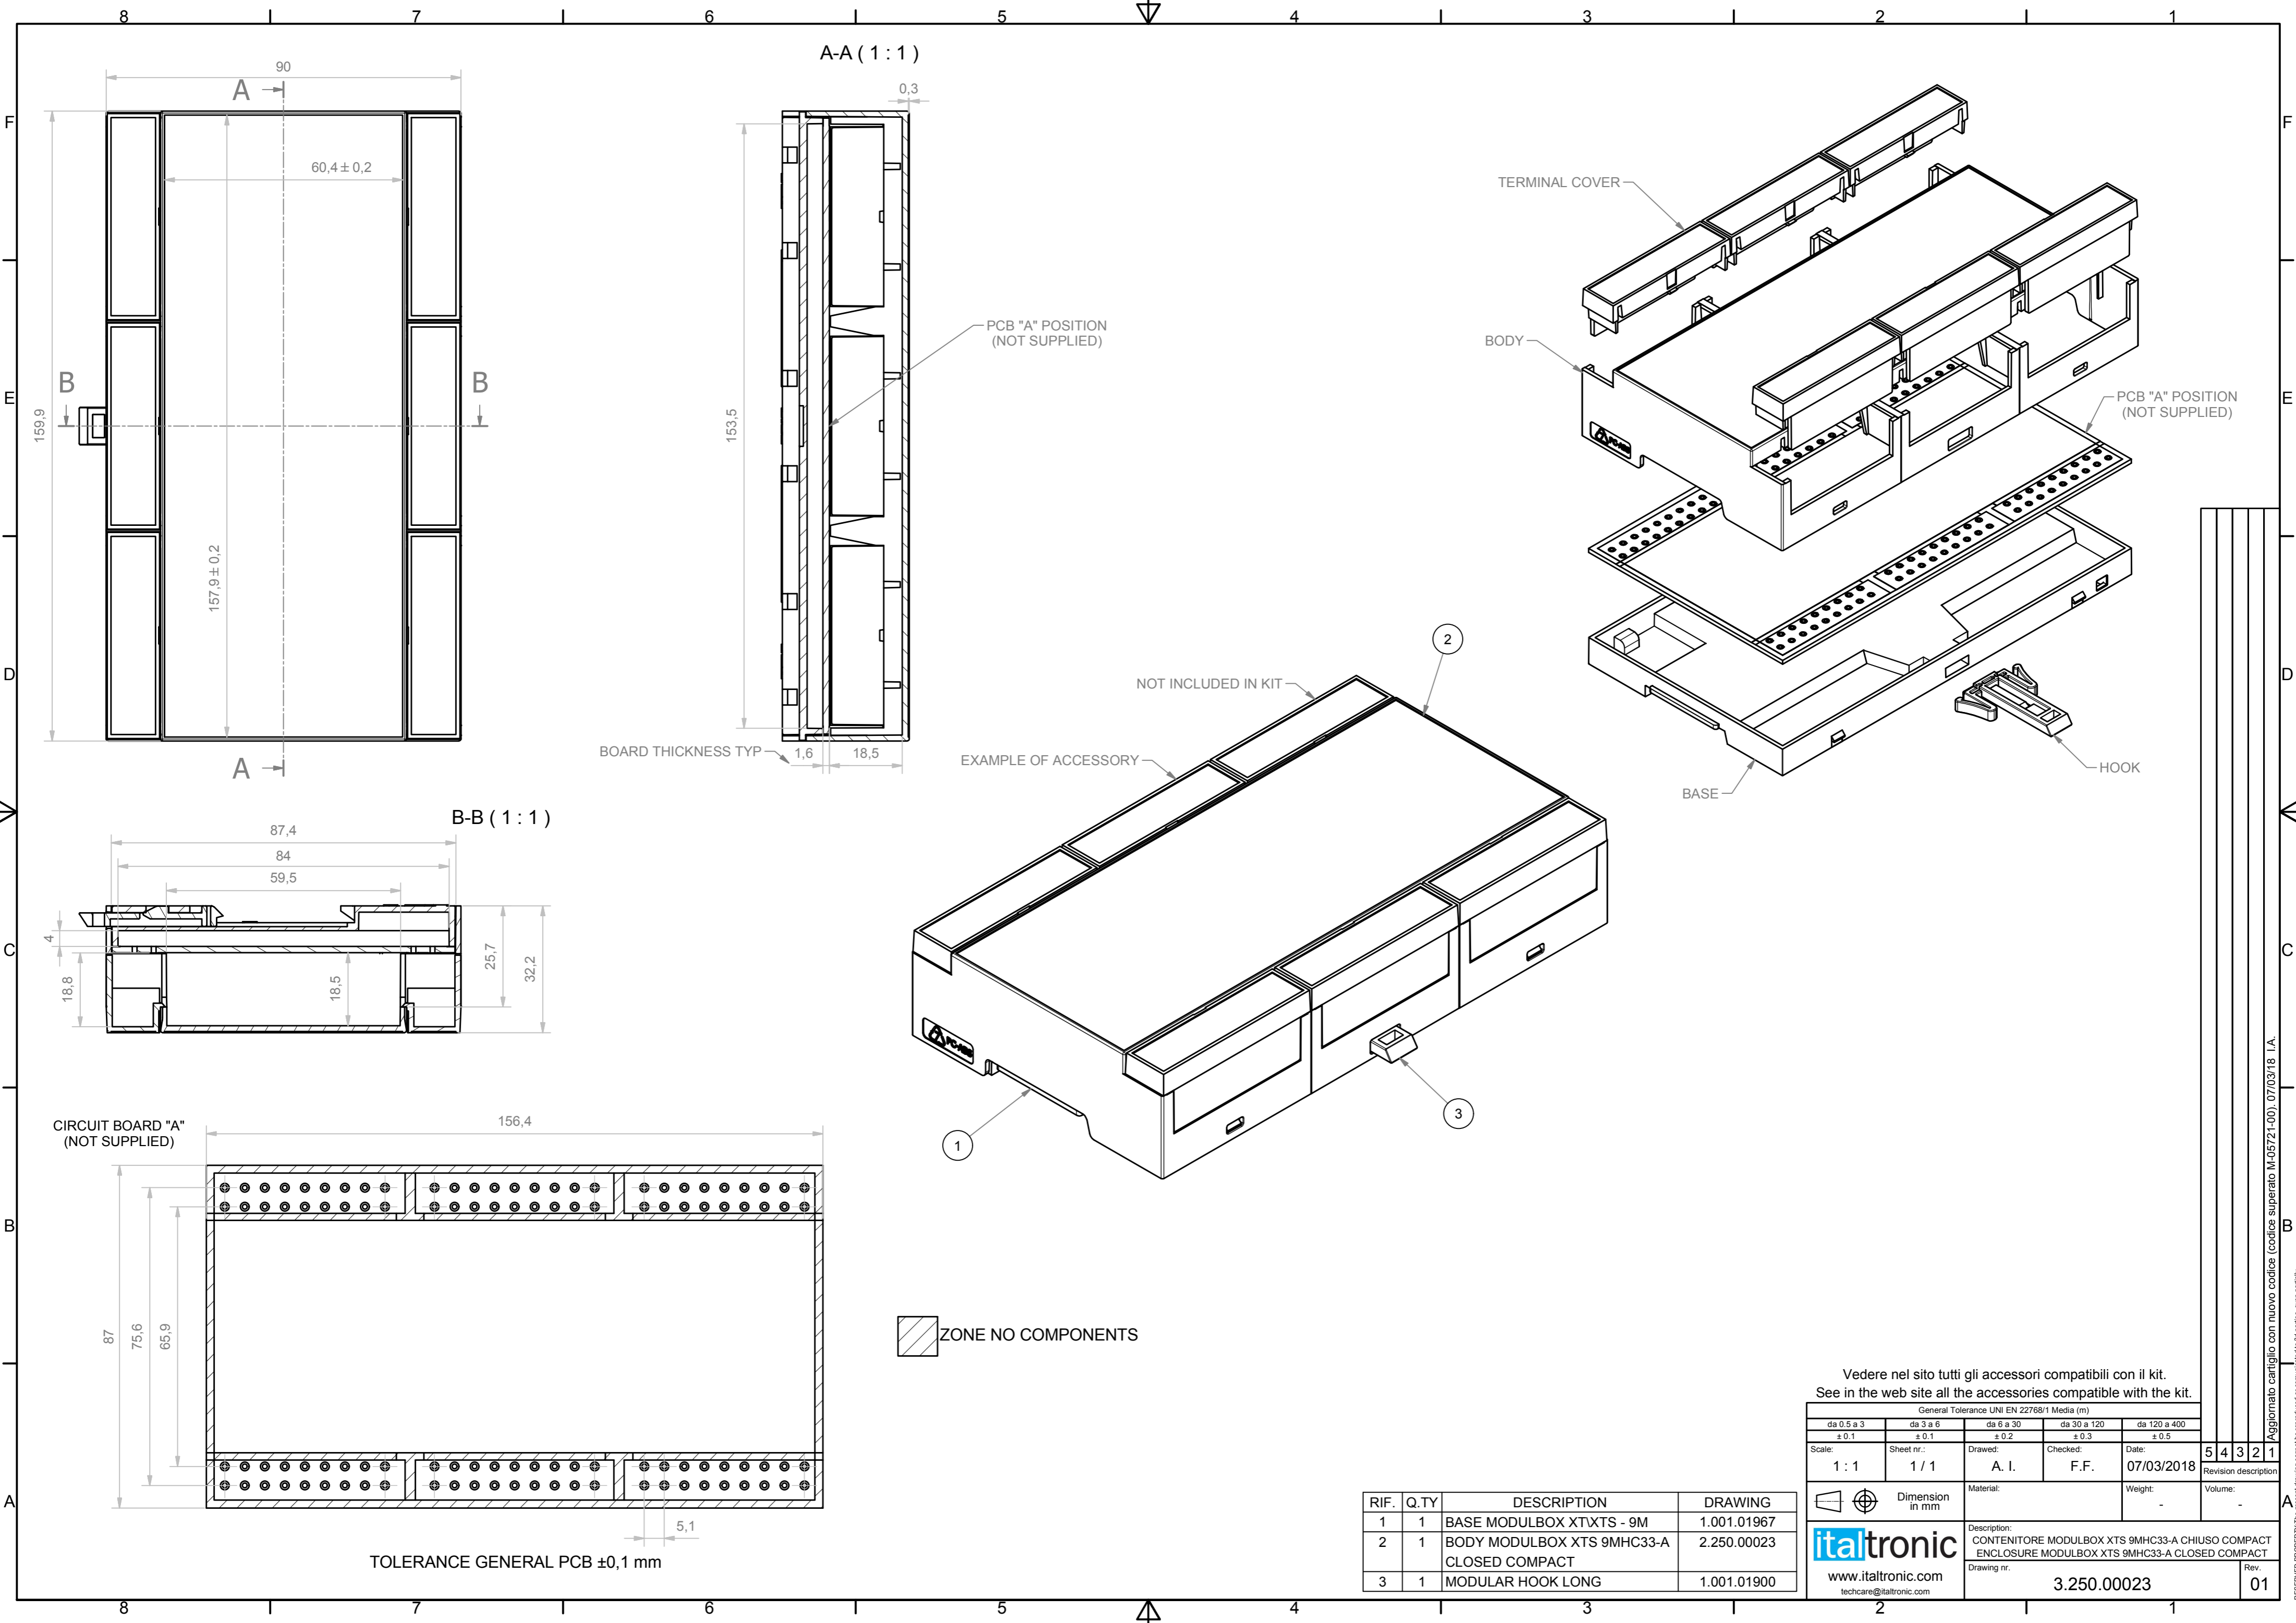 8 7 6 5 4 3 2 1
F
E
D
C
B
A
A-A ( 1 : 1 )
90
A
60,4 ± 0,2
159,9
157,9 ± 0,2
B
B
A
0,3
153,5
PCB "A" POSITION
(NOT SUPPLIED)
BOARD THICKNESS TYP
1,6
18,5
TERMINAL COVER
BODY
PCB "A" POSITION
(NOT SUPPLIED)
PC-ABS
HOOK
BASE
B-B ( 1 : 1 )
87,4
84
59,5
4
18,8
18,5
25,7
32,2
NOT INCLUDED IN KIT
EXAMPLE OF ACCESSORY
2
PC-ABS
1
3
CIRCUIT BOARD "A"
(NOT SUPPLIED)
156,4
87
75,6
65,9
5,1
TOLERANCE GENERAL PCB ±0,1 mm
ZONE NO COMPONENTS
RIF. Q.TY DESCRIPTION DRAWING
1 1 BASE MODULBOX XT\XTS - 9M 1.001.01967
2 1 BODY MODULBOX XTS 9MHC33-A 2.250.00023
CLOSED COMPACT
3 1 MODULAR HOOK LONG 1.001.01900
Vedere nel sito tutti gli accessori compatibili con il kit.
See in the web site all the accessories compatible with the kit.
General Tolerance UNI EN 22768/1 Media (m)
da 0.5 a 3 da 3 a 6 da 6 a 30 da 30 a 120 da 120 a 400
± 0.1 ± 0.1 ± 0.2 ± 0.3 ± 0.5
Scale: Sheet nr.: Drawed: Checked: Date:
1 : 1 1 / 1 A. I. F.F. 07/03/2018
5 4 3 2 1
Revision description
Aggiornato cartiglio con nuovo codice (codice superato M-05721-00). 07/03/18 I.A.
Dimension
in mm
Material: Weight: Volume:
- -
italtronic
www.italtronic.com
techcare@italtronic.com
Description:
CONTENITORE MODULBOX XTS 9MHC33-A CHIUSO COMPACT
ENCLOSURE MODULBOX XTS 9MHC33-A CLOSED COMPACT
Drawing nr.
3.250.00023
Rev.
01
F
E
D
C
B
A
8 7 6 5 4 3 2 1